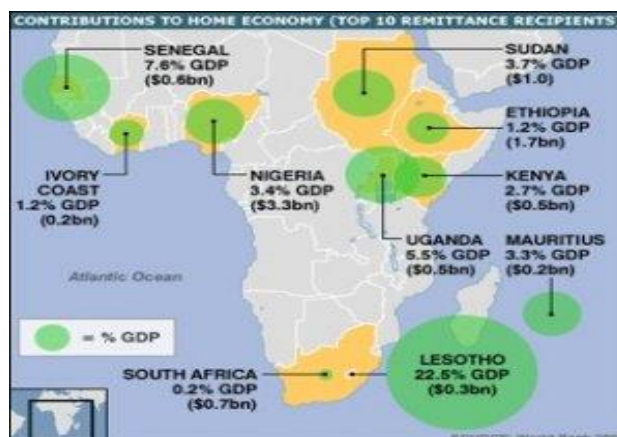 CONTRIBUTIONS TO HOME ECONOMY (TOP 10 REMITTANCE RECIPIENTS)
SENEGAL
7.6% GDP
($0.6bn)
SUDAN
3.7% GDP
($1.0)
ETHIOPIA
1.2% GDP
(1.7bn)
IVORY
COAST
1.2% GDP
(0.2bn)
NIGERIA
3.4% GDP
($3.3bn)
KENYA
2.7% GDP
($0.5bn)
UGANDA
5.5% GDP
($0.5bn)
MAURITIUS
3.3% GDP
($0.2bn)
Atlantic Ocean
= % GDP
SOUTH AFRICA
0.2% GDP
($0.7bn)
LESOTHO
22.5% GDP
($0.3bn)